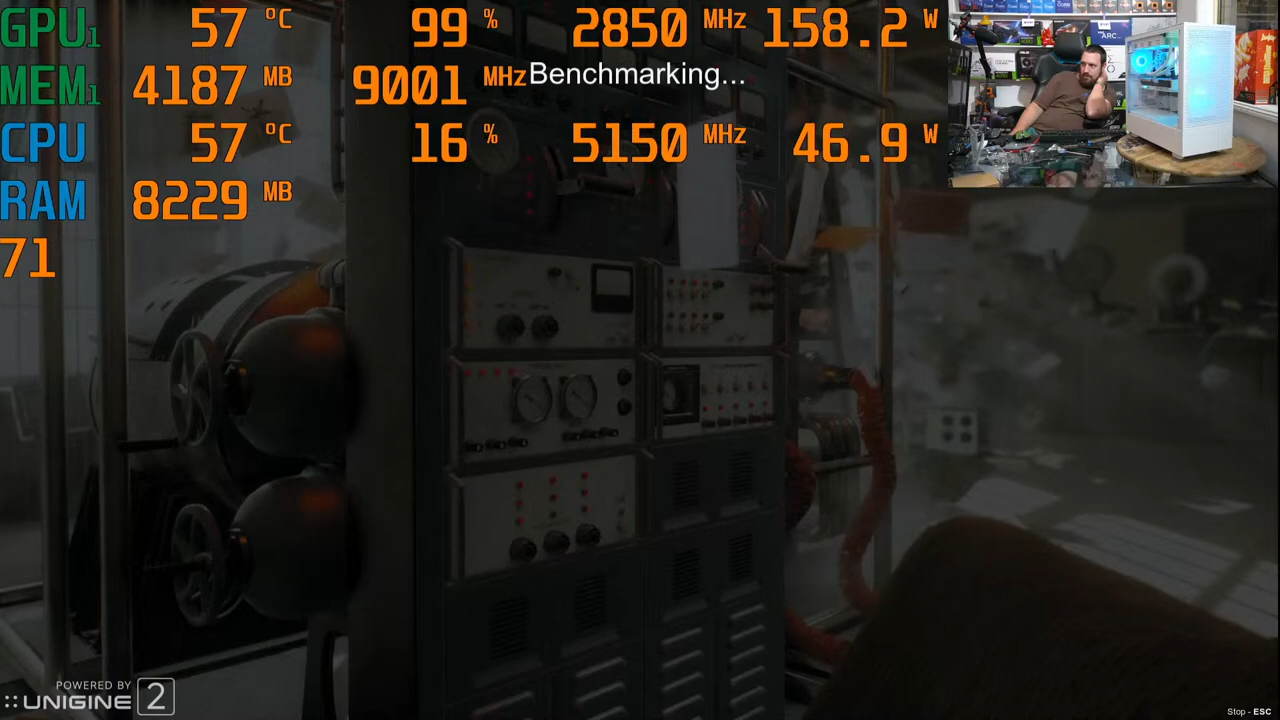 GPU1 57 °C 99 % 2850 MHz 158.2 W
MEM1 4187 MB 9001 MHz
Benchmarking...
CPU 57 °C 16 % 5150 MHz 46.9 W
RAM 8229 MB
71
ARC
POWERED BY
UNIGINE 2
Stop - ESC